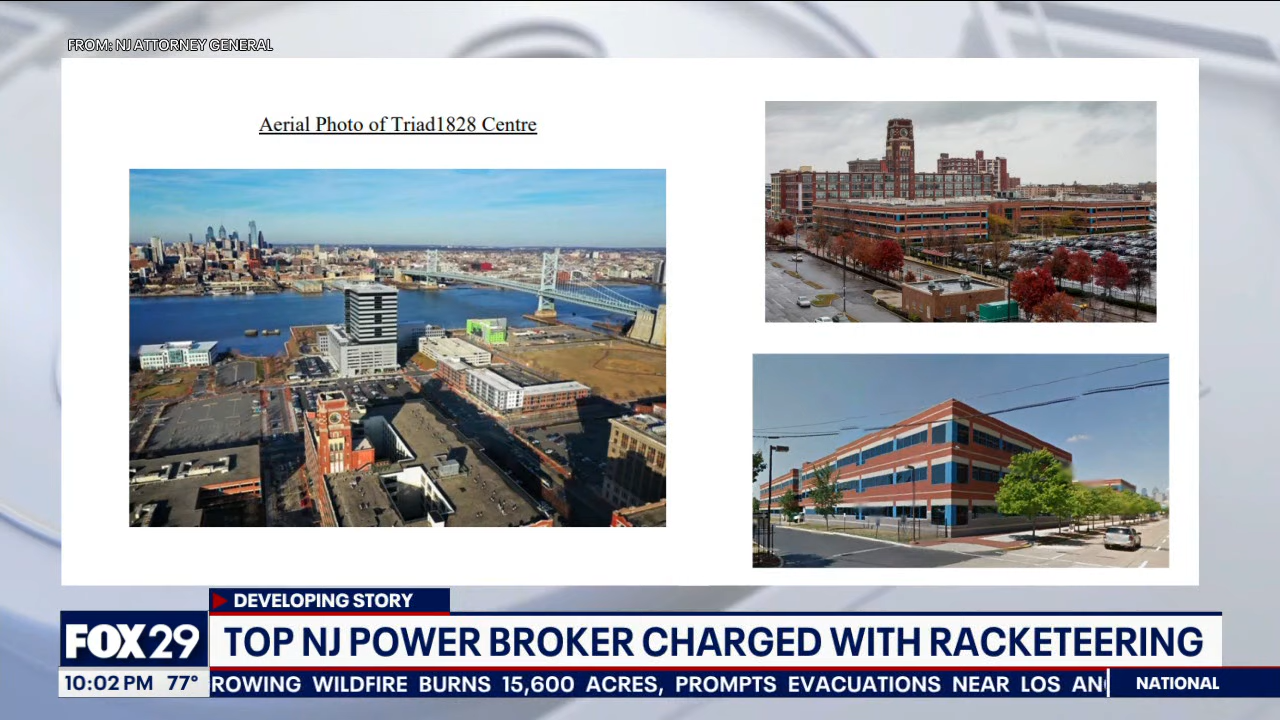 FROM: NJ ATTORNEY GENERAL
Aerial Photo of Triad1828 Centre
DEVELOPING STORY
FOX 29
TOP NJ POWER BROKER CHARGED WITH RACKETEERING
10:02 PM 77°
ROWING WILDFIRE BURNS 15,600 ACRES, PROMPTS EVACUATIONS NEAR LOS AN
NATIONAL